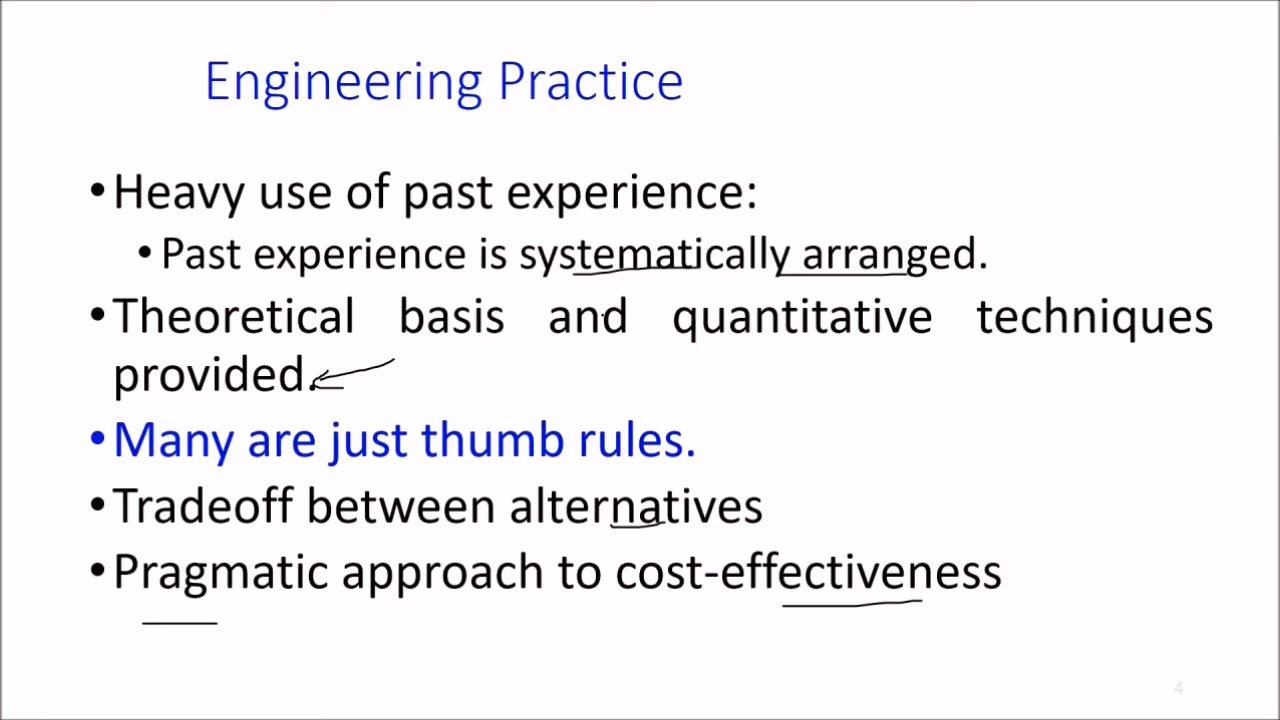 Engineering Practice
•Heavy use of past experience:
•Past experience is systematically arranged.
•Theoretical basis and quantitative techniques
provided.
•Many are just thumb rules.
•Tradeoff between alternatives
•Pragmatic approach to cost-effectiveness
4